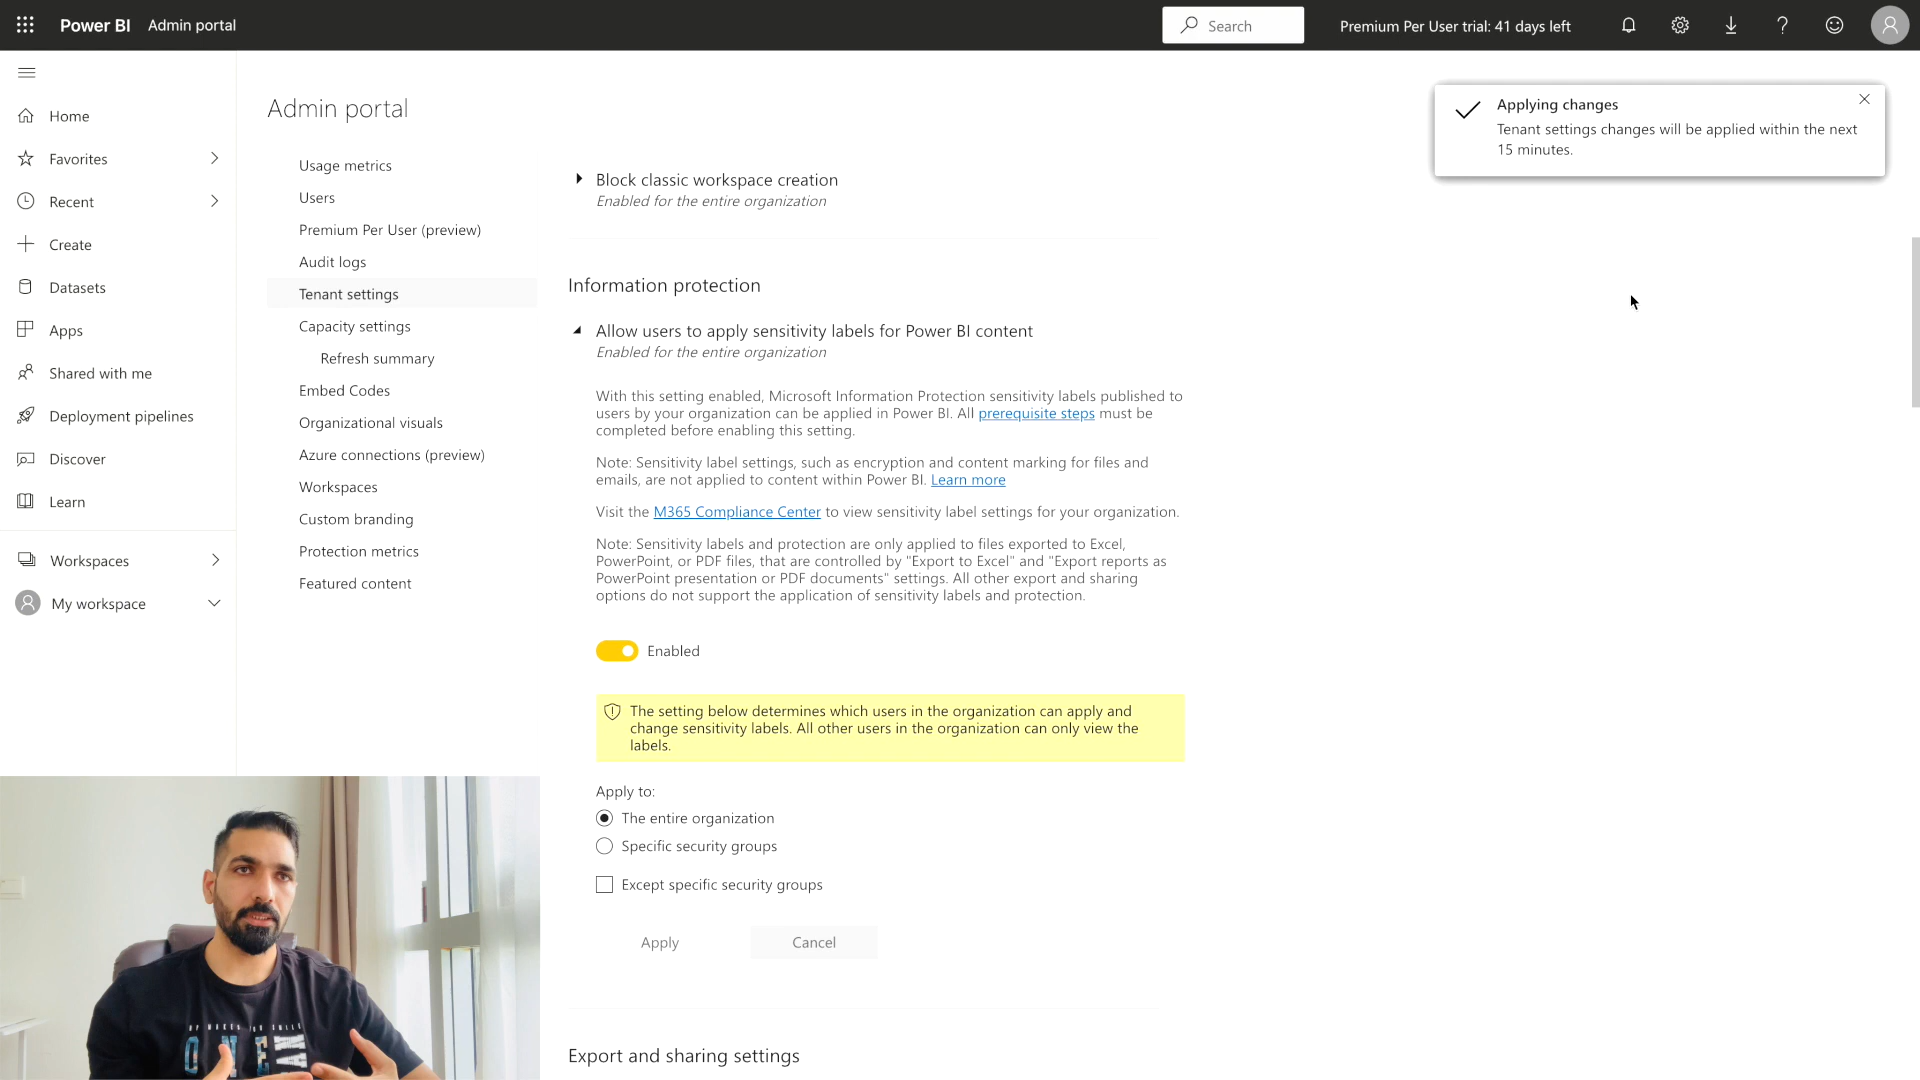 Power BI Admin portal
Search
Premium Per User trial: 41 days left
Home
Favorites
Recent
Create
Datasets
Apps
Shared with me
Deployment pipelines
Discover
Learn
Workspaces
My workspace
Admin portal
Usage metrics
Users
Premium Per User (preview)
Audit logs
Tenant settings
Capacity settings
Refresh summary
Embed Codes
Organizational visuals
Azure connections (preview)
Workspaces
Custom branding
Protection metrics
Featured content
Block classic workspace creation
Enabled for the entire organization
Information protection
Allow users to apply sensitivity labels for Power BI content
Enabled for the entire organization
With this setting enabled, Microsoft Information Protection sensitivity labels published to
users by your organization can be applied in Power BI. All prerequisite steps must be
completed before enabling this setting.
Note: Sensitivity label settings, such as encryption and content marking for files and
emails, are not applied to content within Power BI. Learn more
Visit the M365 Compliance Center to view sensitivity label settings for your organization.
Note: Sensitivity labels and protection are only applied to files exported to Excel,
PowerPoint, or PDF files, that are controlled by "Export to Excel" and "Export reports as
PowerPoint presentation or PDF documents" settings. All other export and sharing
options do not support the application of sensitivity labels and protection.
Enabled
The setting below determines which users in the organization can apply and
change sensitivity labels. All other users in the organization can only view the
labels.
Apply to:
The entire organization
Specific security groups
Except specific security groups
Apply
Cancel
Export and sharing settings
Applying changes
Tenant settings changes will be applied within the next
15 minutes.